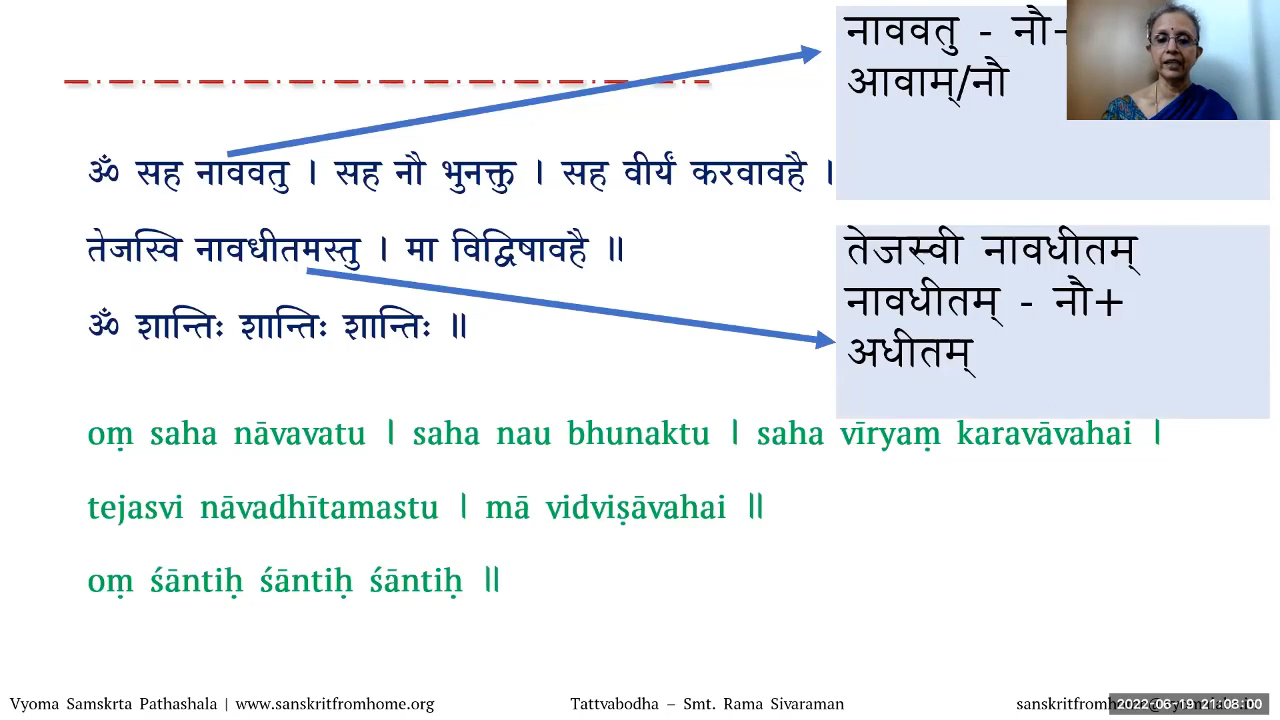 नाववतु - नौ+
आवाम्/नौ
ॐ सह नाववतु । सह नौ भुनक्तु । सह वीर्यं करवावहै ।
तेजस्वि नावधीतमस्तु । मा विद्विषावहै ॥
ॐ शान्तिः शान्तिः शान्तिः ॥
तेजस्वी नावधीतम्
नावधीतम् - नौ+
अधीतम्
oṃ saha nāvavatu | saha nau bhunaktu | saha vīryaṃ karavāvahai |
tejasvi nāvadhītamastu | mā vidviṣāvahai ||
oṃ śāntiḥ śāntiḥ śāntiḥ ||
Vyoma Samskrta Pathashala | www.sanskritfromhome.org
Tattvabodha – Smt. Rama Sivaraman
2022-06-19 21:08:00